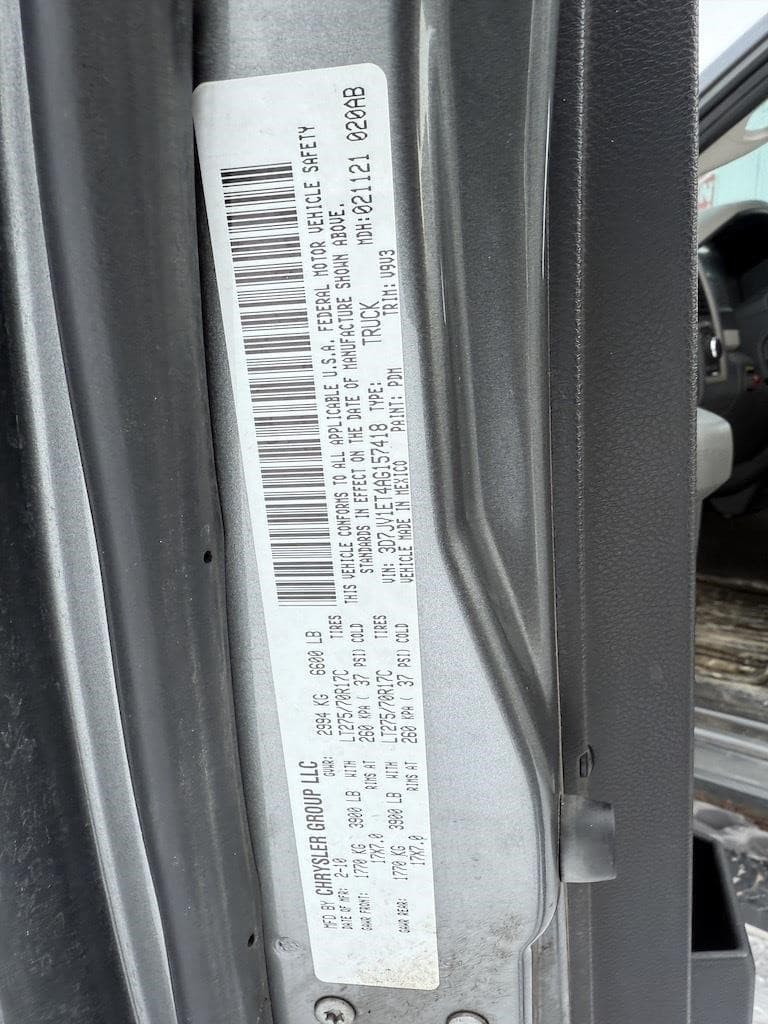 MFD BY CHRYSLER GROUP LLC
DATE OF MFR: 2-10 GVWR: 2994 KG 6600 LB
GAWR FRONT: 1770 KG 3900 LB WITH LT275/70R17C TIRES
17X7.0 RIMS AT 260 KPA ( 37 PSI) COLD
GAWR REAR: 1770 KG 3900 LB WITH LT275/70R17C TIRES
17X7.0 RIMS AT 260 KPA ( 37 PSI) COLD
THIS VEHICLE CONFORMS TO ALL APPLICABLE U.S.A. FEDERAL MOTOR VEHICLE SAFETY
STANDARDS IN EFFECT ON THE DATE OF MANUFACTURE SHOWN ABOVE.
VIN: 3D7JV1ET4AG157418 TYPE: TRUCK MDH:021121 020AB
VEHICLE MADE IN MEXICO PAINT: PDM TRIM: V9V3